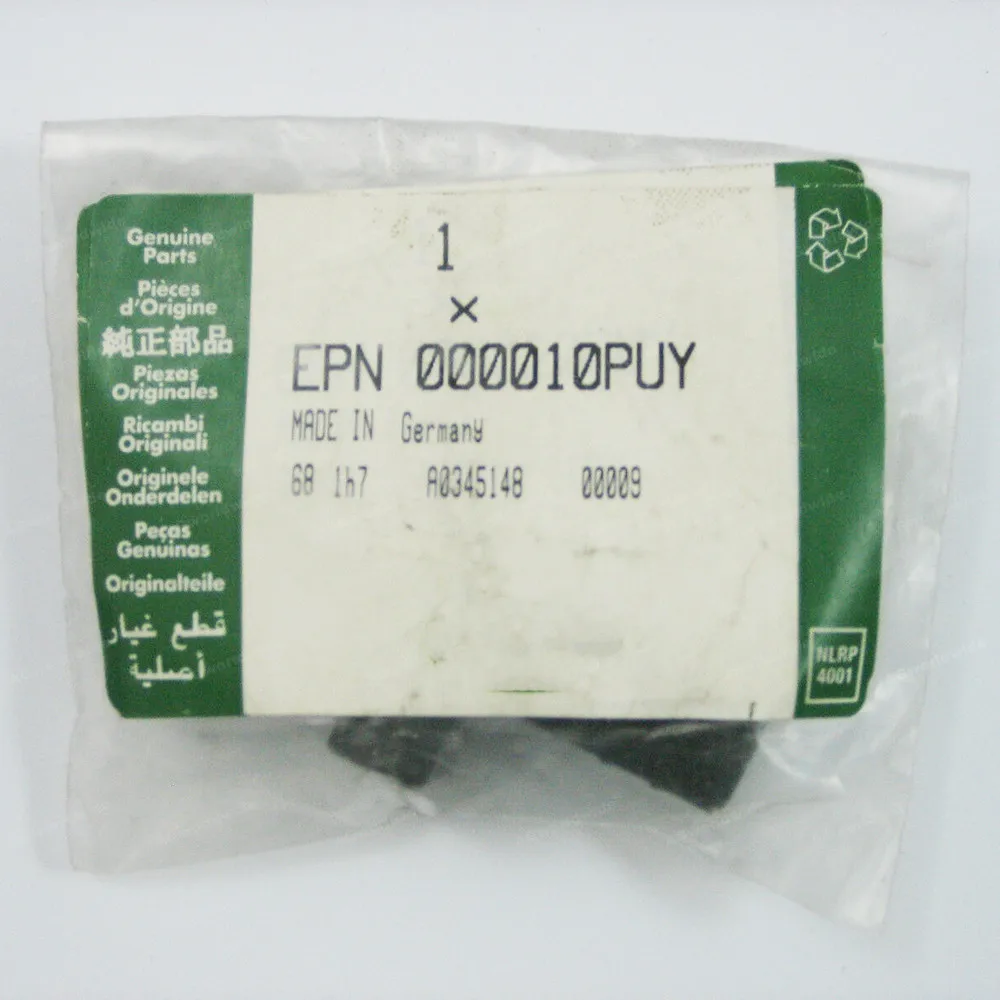 Genuine
Parts
Pièces
d'Origine
純正部品
Piezas
Originales
Ricambi
Originali
Originele
Onderdelen
Peças
Genuinas
Originalteile
قطع غيار
أصلية
1
×
EPN 000010PUY
MADE IN Germany
68 1h7 A0345148 00009
NLRP
4001